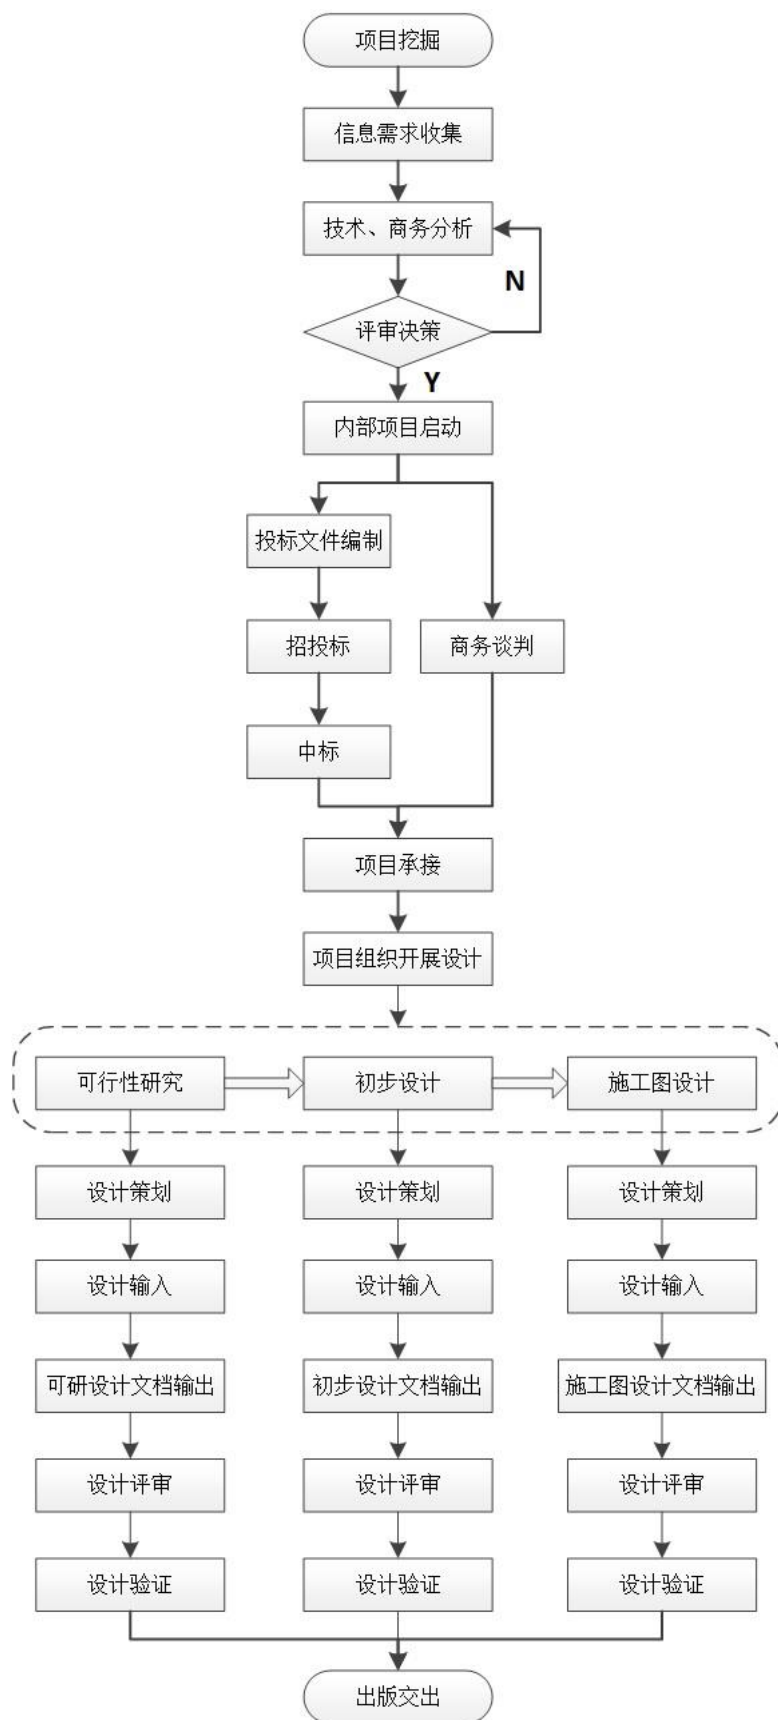 项目挖掘
信息需求收集
技术、商务分析
N
评审决策
Y
内部项目启动
投标文件编制
招投标
商务谈判
中标
项目承接
项目组织开展设计
可行性研究
初步设计
施工图设计
设计策划
设计策划
设计策划
设计输入
设计输入
设计输入
可研设计文档输出
初步设计文档输出
施工图设计文档输出
设计评审
设计评审
设计评审
设计验证
设计验证
设计验证
出版交出